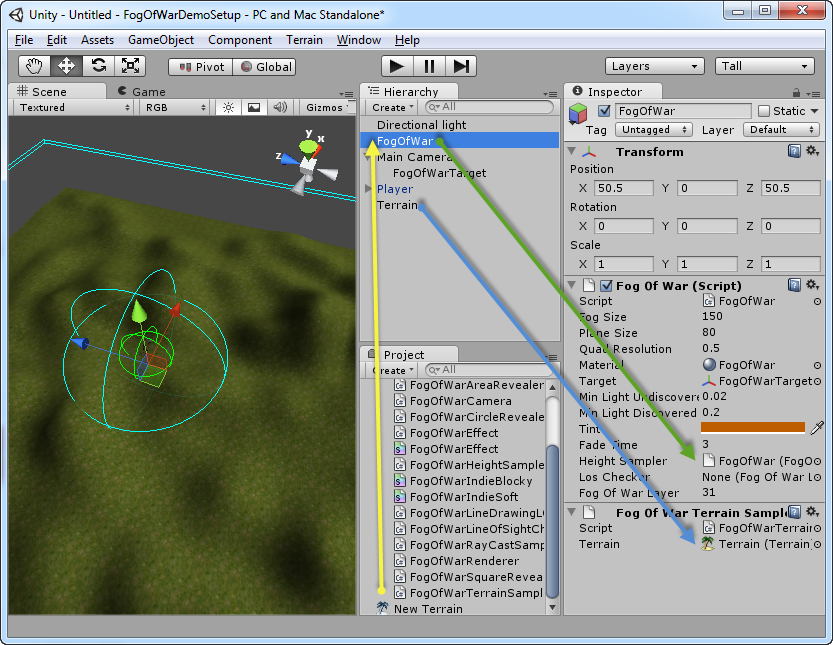 Unity - Untitled - FogOfWarDemoSetup - PC and Mac Standalone*
File Edit Assets GameObject Component Terrain Window Help
Pivot Global Layers Tall
Scene Game
Textured RGB Gizmos
y
x
z
Hierarchy
Create All
Directional light
FogOfWar
Main Camera
FogOfWarTarget
Player
Terrain
Project
Create All
FogOfWarAreaRevealer
FogOfWarCamera
FogOfWarCircleReveale
FogOfWarEffect
FogOfWarEffect
FogOfWarHeightSample
FogOfWarIndieBlocky
FogOfWarIndieSoft
FogOfWarLineDrawingL
FogOfWarLineOfSightCh
FogOfWarRayCastSamp
FogOfWarRenderer
FogOfWarSquareRevea
FogOfWarTerrainSampl
New Terrain
Inspector
FogOfWar Static
Tag Untagged Layer Default
Transform
Position
X 50.5 Y 0 Z 50.5
Rotation
X 0 Y 0 Z 0
Scale
X 1 Y 1 Z 1
Fog Of War (Script)
Script FogOfWar
Fog Size 150
Plane Size 80
Quad Resolution 0.5
Material FogOfWar
Target FogOfWarTarget
Min Light Undiscovere 0.02
Min Light Discovered 0.2
Tint
Fade Time 3
Height Sampler FogOfWar (FogO
Los Checker None (Fog Of War L
Fog Of War Layer 31
Fog Of War Terrain Sample
Script FogOfWarTerrain
Terrain Terrain (Terrain)